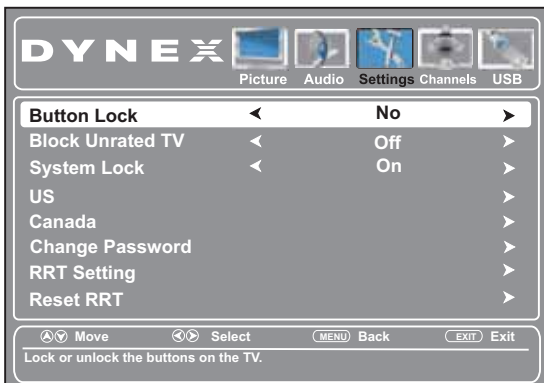 DYNEX
Picture Audio Settings Channels USB
Button Lock No
Block Unrated TV Off
System Lock On
US
Canada
Change Password
RRT Setting
Reset RRT
Move Select MENU Back EXIT Exit
Lock or unlock the buttons on the TV.